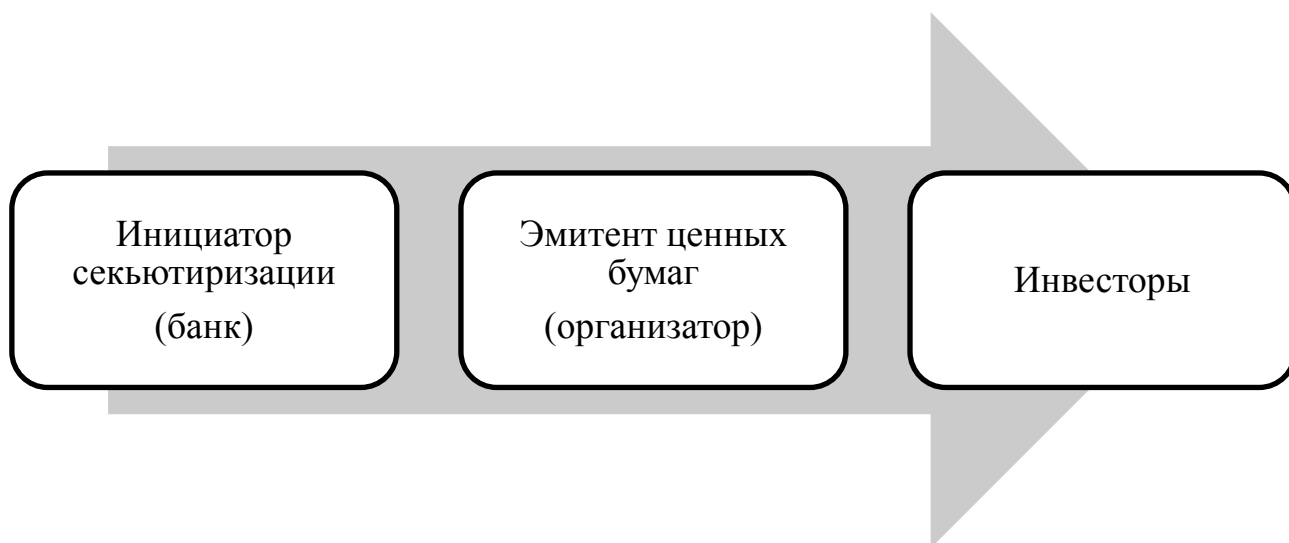 Инициатор
секьютиризации
(банк)
Эмитент ценных
бумаг
(организатор)
Инвесторы